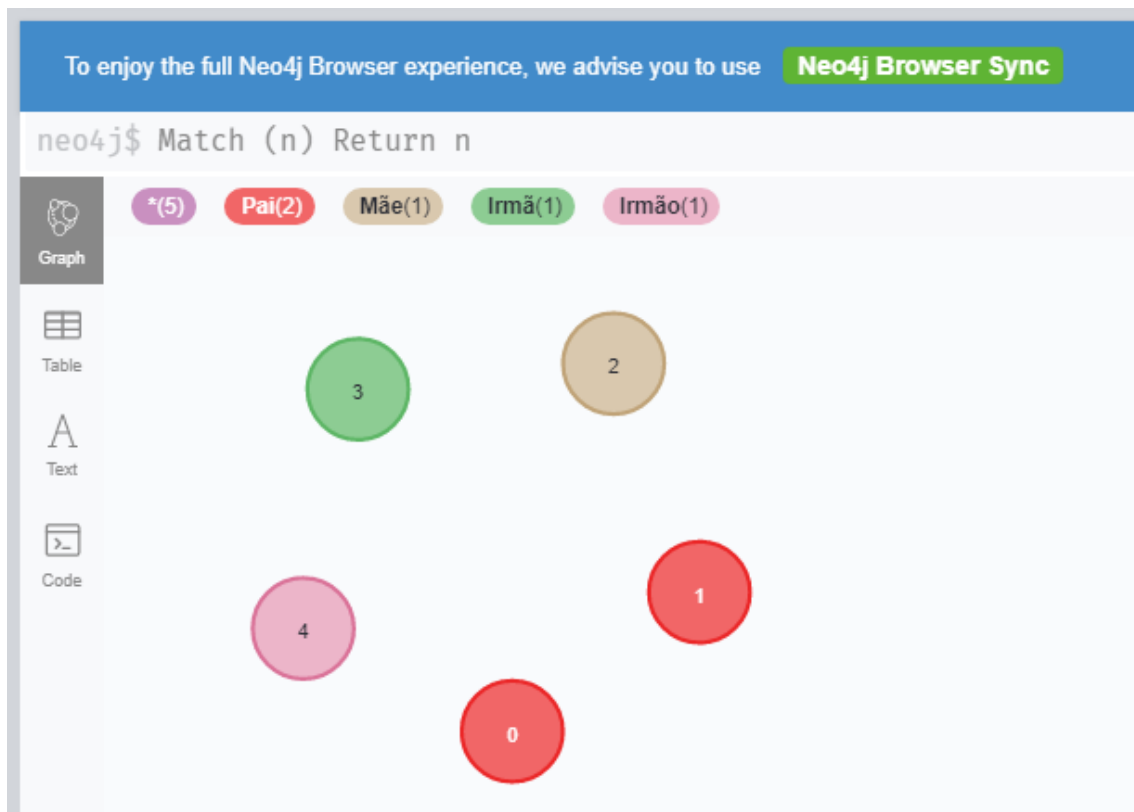 To enjoy the full Neo4j Browser experience, we advise you to use Neo4j Browser Sync
neo4j$ Match (n) Return n
*(5) Pai(2) Mãe(1) Irmã(1) Irmão(1)
Graph
Table
A
Text
Code
3
2
1
4
0